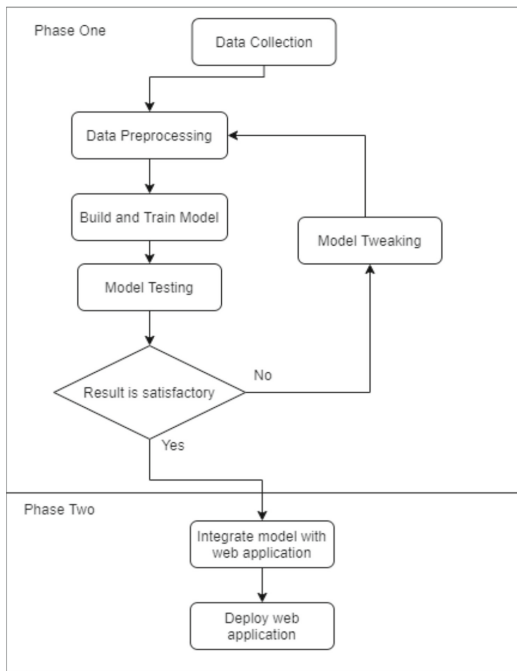 Phase One
Data Collection
Data Preprocessing
Build and Train Model
Model Tweaking
Model Testing
Result is satisfactory
No
Yes
Phase Two
Integrate model with
web application
Deploy web
application